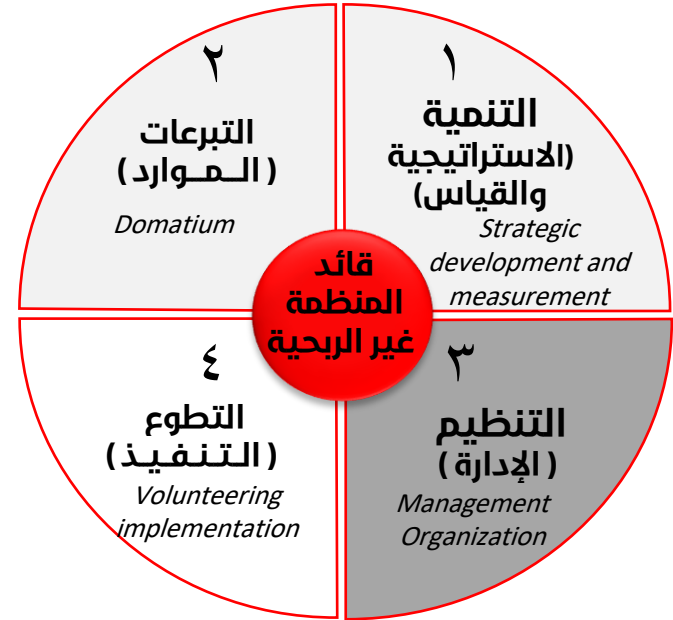 ١
التنمية
(الاستراتيجية
والقياس)
Strategic
development and
measurement
٢
التبرعات
(الــمــوارد)
Domatium
قائد
المنظمة
غير الربحية
٣
التنظيم
(الإدارة)
Management
Organization
٤
التطوع
(الـتـنـفـيـذ)
Volunteering
implementation